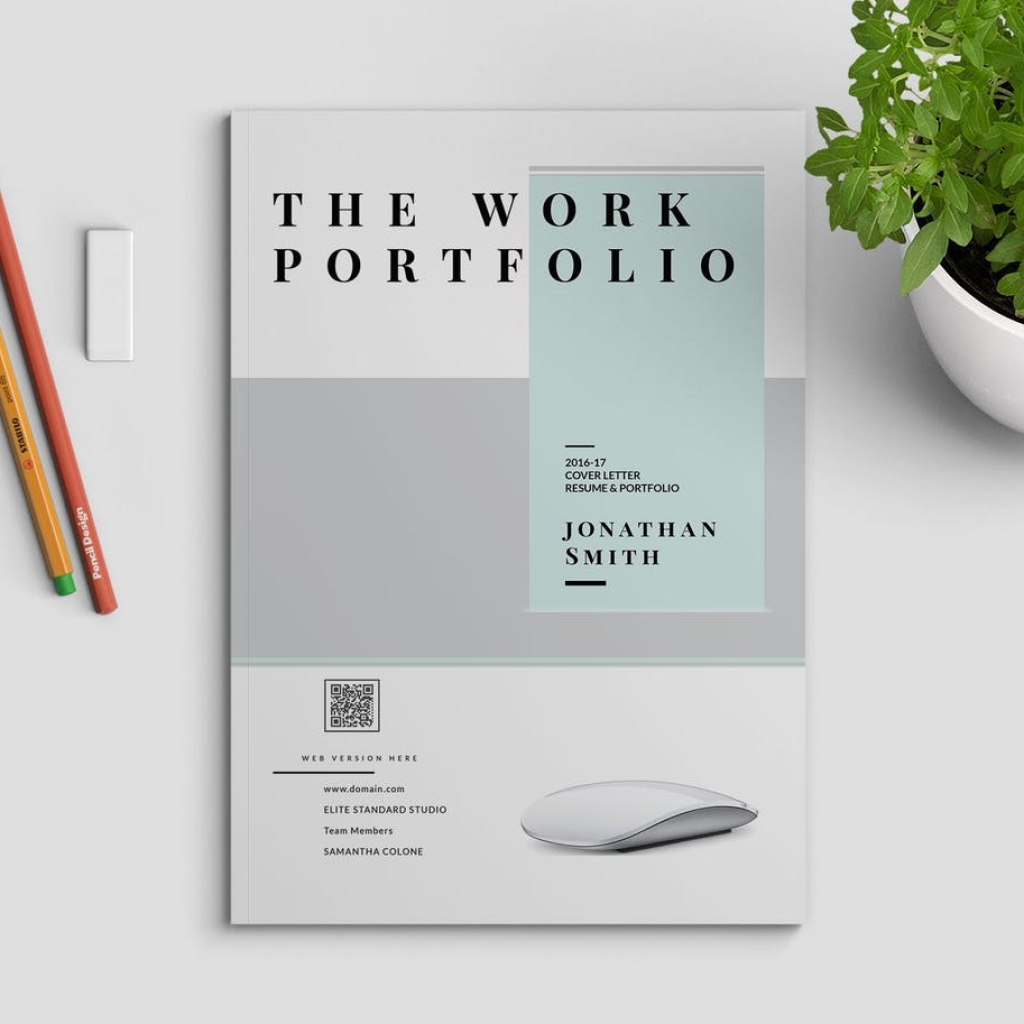 THE WORK
PORTFOLIO
2016-17
COVER LETTER
RESUME & PORTFOLIO
JONATHAN
SMITH
WEB VERSION HERE
www.domain.com
ELITE STANDARD STUDIO
Team Members
SAMANTHA COLONE
STABILO
Pencil Design